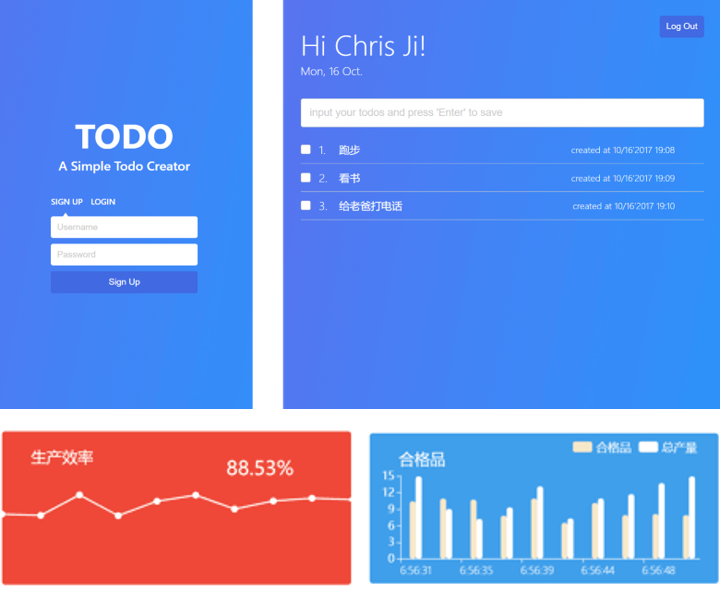 TODO
A Simple Todo Creator
SIGN UP LOGIN
Username
Password
Sign Up
Log Out
Hi Chris Ji!
Mon, 16 Oct.
input your todos and press 'Enter' to save
1. 跑步 created at 10/16'2017 19:08
2. 看书 created at 10/16'2017 19:09
3. 给老爸打电话 created at 10/16'2017 19:10
生产效率
88.53%
合格品 总产量
合格品
15
12
9
6
3
0
6:56:31 6:56:35 6:56:39 6:56:44 6:56:48